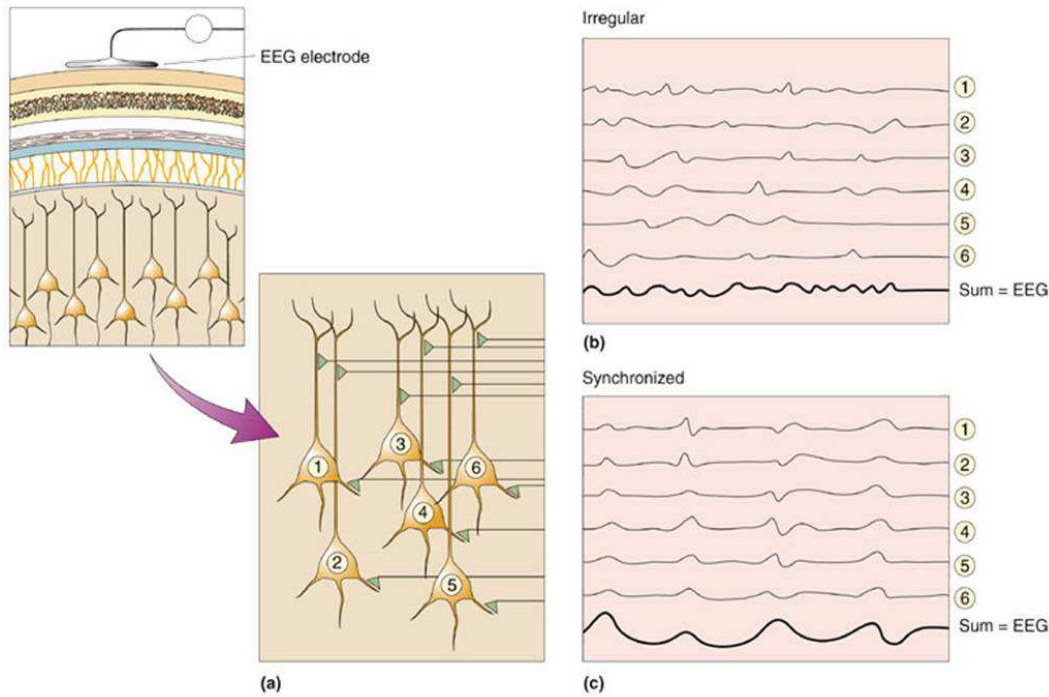 EEG electrode
1
2
3
4
5
6
(a)
Irregular
①
②
③
④
⑤
⑥
Sum = EEG
(b)
Synchronized
①
②
③
④
⑤
⑥
Sum = EEG
(c)